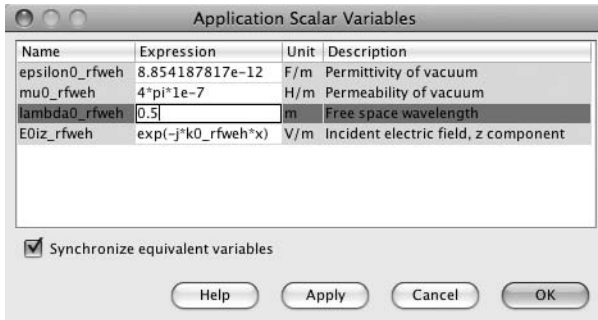 Application Scalar Variables
Name Expression Unit Description
epsilon0_rfweh 8.854187817e-12 F/m Permittivity of vacuum
mu0_rfweh 4*pi*1e-7 H/m Permeability of vacuum
lambda0_rfweh 0.5 m Free space wavelength
E0iz_rfweh exp(-j*k0_rfweh*x) V/m Incident electric field, z component
Synchronize equivalent variables
Help Apply Cancel OK